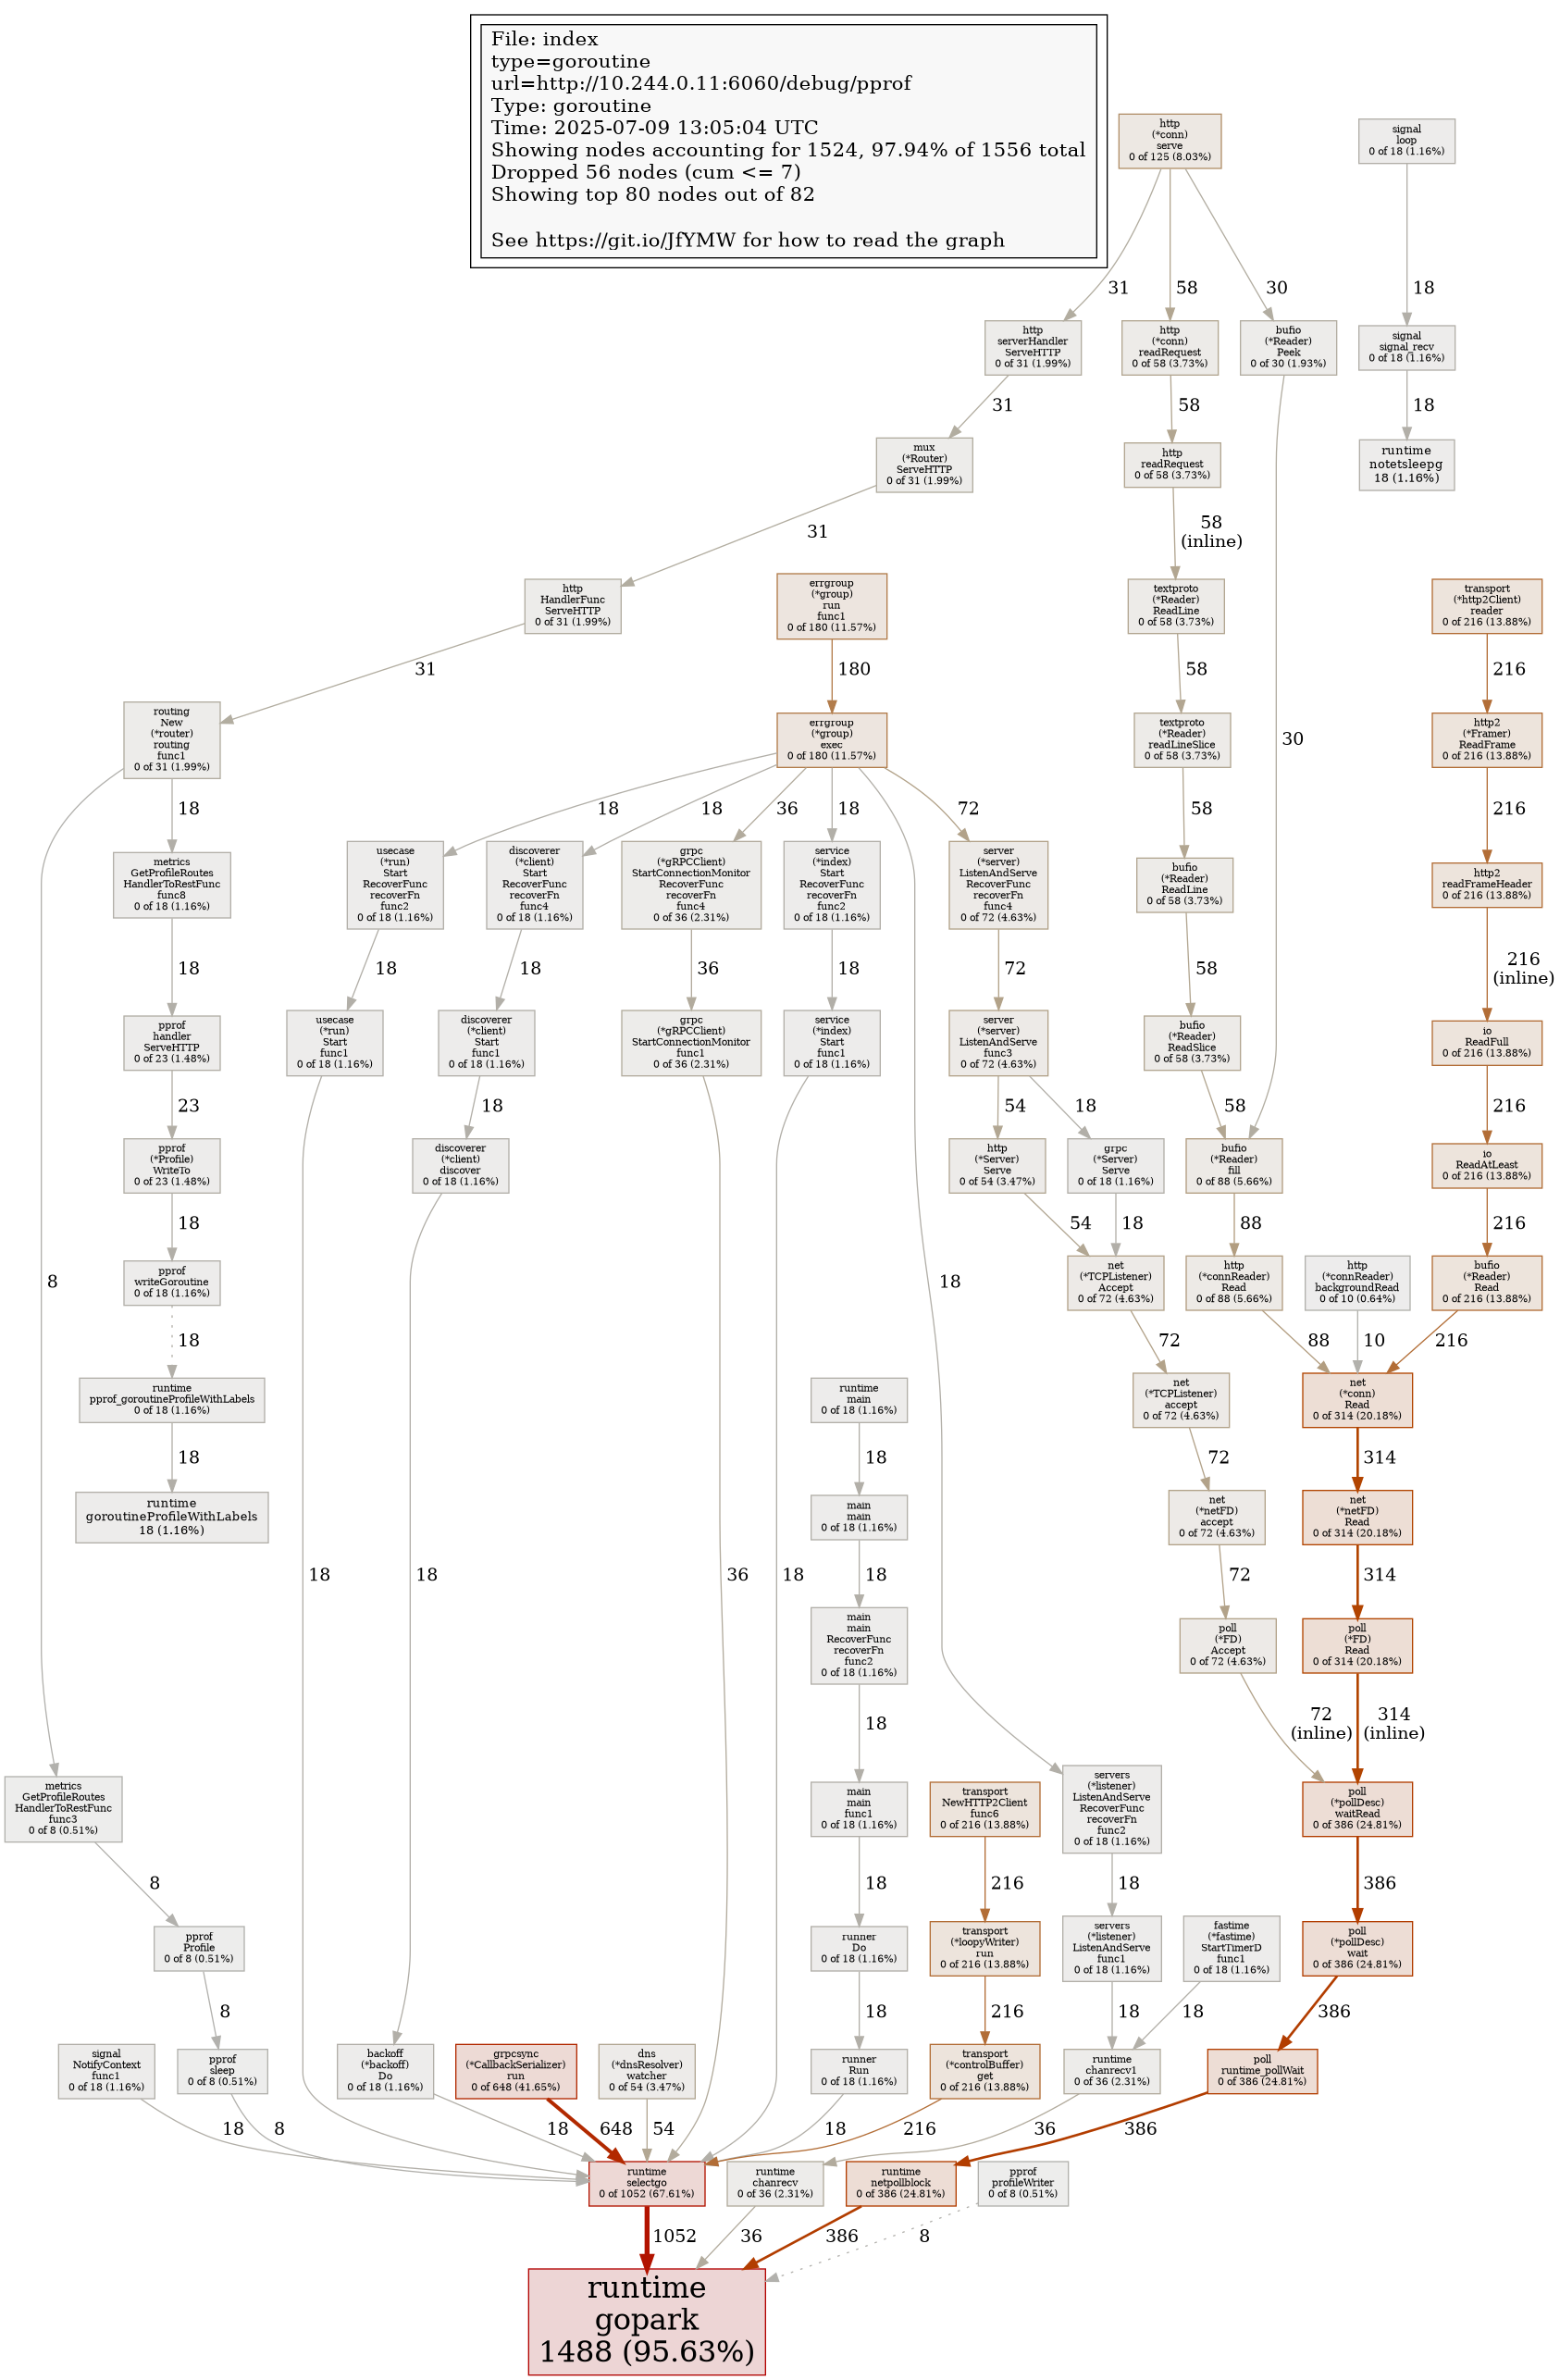 File: index
type=goroutine
url=http://10.244.0.11:6060/debug/pprof
Type: goroutine
Time: 2025-07-09 13:05:04 UTC
Showing nodes accounting for 1524, 97.94% of 1556 total
Dropped 56 nodes (cum <= 7)
Showing top 80 nodes out of 82
See https://git.io/JfYMW for how to read the graph
http
(*conn)
serve
0 of 125 (8.03%)
signal
loop
0 of 18 (1.16%)
31
58
30
18
http
serverHandler
ServeHTTP
0 of 31 (1.99%)
http
(*conn)
readRequest
0 of 58 (3.73%)
bufio
(*Reader)
Peek
0 of 30 (1.93%)
signal
signal_recv
0 of 18 (1.16%)
31
58
18
mux
(*Router)
ServeHTTP
0 of 31 (1.99%)
http
readRequest
0 of 58 (3.73%)
runtime
notetsleepg
18 (1.16%)
31
58
(inline)
http
HandlerFunc
ServeHTTP
0 of 31 (1.99%)
errgroup
(*group)
run
func1
0 of 180 (11.57%)
textproto
(*Reader)
ReadLine
0 of 58 (3.73%)
transport
(*http2Client)
reader
0 of 216 (13.88%)
31
180
58
216
routing
New
(*router)
routing
func1
0 of 31 (1.99%)
errgroup
(*group)
exec
0 of 180 (11.57%)
textproto
(*Reader)
readLineSlice
0 of 58 (3.73%)
30
http2
(*Framer)
ReadFrame
0 of 216 (13.88%)
18
18
18
36
18
72
58
216
metrics
GetProfileRoutes
HandlerToRestFunc
func8
0 of 18 (1.16%)
usecase
(*run)
Start
RecoverFunc
recoverFn
func2
0 of 18 (1.16%)
discoverer
(*client)
Start
RecoverFunc
recoverFn
func4
0 of 18 (1.16%)
grpc
(*gRPCClient)
StartConnectionMonitor
RecoverFunc
recoverFn
func4
0 of 36 (2.31%)
service
(*index)
Start
RecoverFunc
recoverFn
func2
0 of 18 (1.16%)
server
(*server)
ListenAndServe
RecoverFunc
recoverFn
func4
0 of 72 (4.63%)
bufio
(*Reader)
ReadLine
0 of 58 (3.73%)
http2
readFrameHeader
0 of 216 (13.88%)
18
18
18
36
18
72
58
216
(inline)
pprof
handler
ServeHTTP
0 of 23 (1.48%)
usecase
(*run)
Start
func1
0 of 18 (1.16%)
discoverer
(*client)
Start
func1
0 of 18 (1.16%)
grpc
(*gRPCClient)
StartConnectionMonitor
func1
0 of 36 (2.31%)
service
(*index)
Start
func1
0 of 18 (1.16%)
server
(*server)
ListenAndServe
func3
0 of 72 (4.63%)
bufio
(*Reader)
ReadSlice
0 of 58 (3.73%)
io
ReadFull
0 of 216 (13.88%)
23
18
54
18
58
216
pprof
(*Profile)
WriteTo
0 of 23 (1.48%)
discoverer
(*client)
discover
0 of 18 (1.16%)
http
(*Server)
Serve
0 of 54 (3.47%)
grpc
(*Server)
Serve
0 of 18 (1.16%)
bufio
(*Reader)
fill
0 of 88 (5.66%)
io
ReadAtLeast
0 of 216 (13.88%)
18
54
18
88
216
8
pprof
writeGoroutine
0 of 18 (1.16%)
18
net
(*TCPListener)
Accept
0 of 72 (4.63%)
http
(*connReader)
Read
0 of 88 (5.66%)
http
(*connReader)
backgroundRead
0 of 10 (0.64%)
bufio
(*Reader)
Read
0 of 216 (13.88%)
18
72
88
10
216
runtime
pprof_goroutineProfileWithLabels
0 of 18 (1.16%)
runtime
main
0 of 18 (1.16%)
net
(*TCPListener)
accept
0 of 72 (4.63%)
net
(*conn)
Read
0 of 314 (20.18%)
18
18
72
314
runtime
goroutineProfileWithLabels
18 (1.16%)
main
main
0 of 18 (1.16%)
net
(*netFD)
accept
0 of 72 (4.63%)
net
(*netFD)
Read
0 of 314 (20.18%)
18
18
36
18
18
72
314
main
main
RecoverFunc
recoverFn
func2
0 of 18 (1.16%)
poll
(*FD)
Accept
0 of 72 (4.63%)
poll
(*FD)
Read
0 of 314 (20.18%)
18
72
(inline)
314
(inline)
metrics
GetProfileRoutes
HandlerToRestFunc
func3
0 of 8 (0.51%)
main
main
func1
0 of 18 (1.16%)
transport
NewHTTP2Client
func6
0 of 216 (13.88%)
servers
(*listener)
ListenAndServe
RecoverFunc
recoverFn
func2
0 of 18 (1.16%)
poll
(*pollDesc)
waitRead
0 of 386 (24.81%)
8
18
216
18
386
pprof
Profile
0 of 8 (0.51%)
runner
Do
0 of 18 (1.16%)
transport
(*loopyWriter)
run
0 of 216 (13.88%)
servers
(*listener)
ListenAndServe
func1
0 of 18 (1.16%)
fastime
(*fastime)
StartTimerD
func1
0 of 18 (1.16%)
poll
(*pollDesc)
wait
0 of 386 (24.81%)
8
18
216
18
18
386
signal
NotifyContext
func1
0 of 18 (1.16%)
pprof
sleep
0 of 8 (0.51%)
backoff
(*backoff)
Do
0 of 18 (1.16%)
grpcsync
(*CallbackSerializer)
run
0 of 648 (41.65%)
dns
(*dnsResolver)
watcher
0 of 54 (3.47%)
runner
Run
0 of 18 (1.16%)
transport
(*controlBuffer)
get
0 of 216 (13.88%)
runtime
chanrecv1
0 of 36 (2.31%)
poll
runtime_pollWait
0 of 386 (24.81%)
18
8
18
648
54
18
216
36
386
runtime
selectgo
0 of 1052 (67.61%)
runtime
chanrecv
0 of 36 (2.31%)
runtime
netpollblock
0 of 386 (24.81%)
pprof
profileWriter
0 of 8 (0.51%)
1052
36
386
8
runtime
gopark
1488 (95.63%)